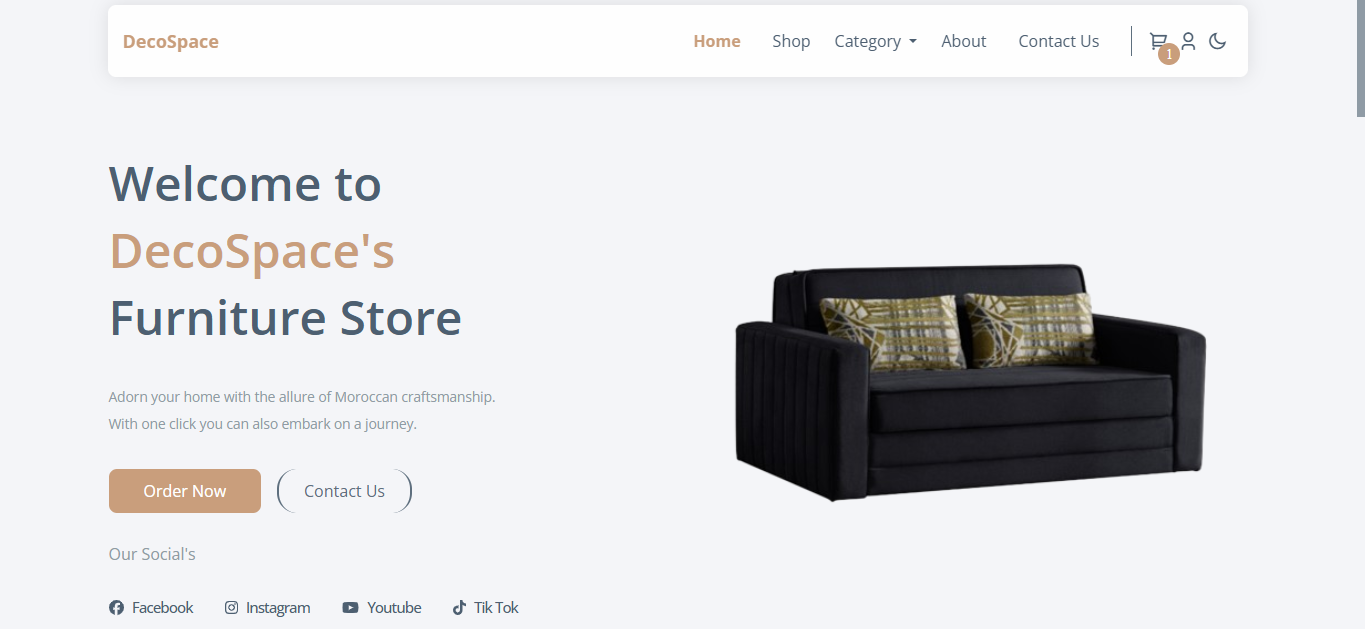 DecoSpace
Home Shop Category About Contact Us
1
Welcome to
DecoSpace's
Furniture Store
Adorn your home with the allure of Moroccan craftsmanship.
With one click you can also embark on a journey.
Order Now Contact Us
Our Social's
Facebook Instagram Youtube Tik Tok